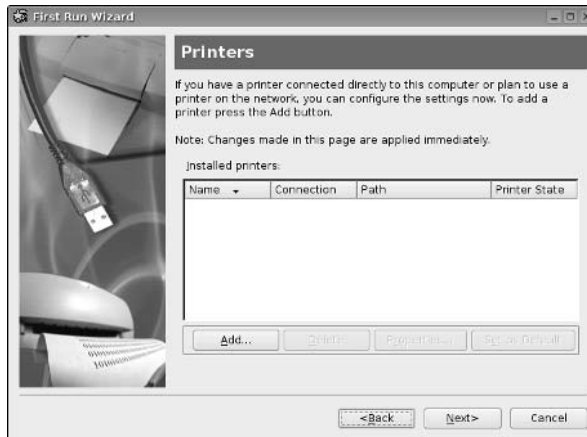 First Run Wizard
Printers
If you have a printer connected directly to this computer or plan to use a
printer on the network, you can configure the settings now. To add a
printer press the Add button.
Note: Changes made in this page are applied immediately.
Installed printers:
Name Connection Path Printer State
Add... Delete Properties... Set as Default
<Back Next> Cancel